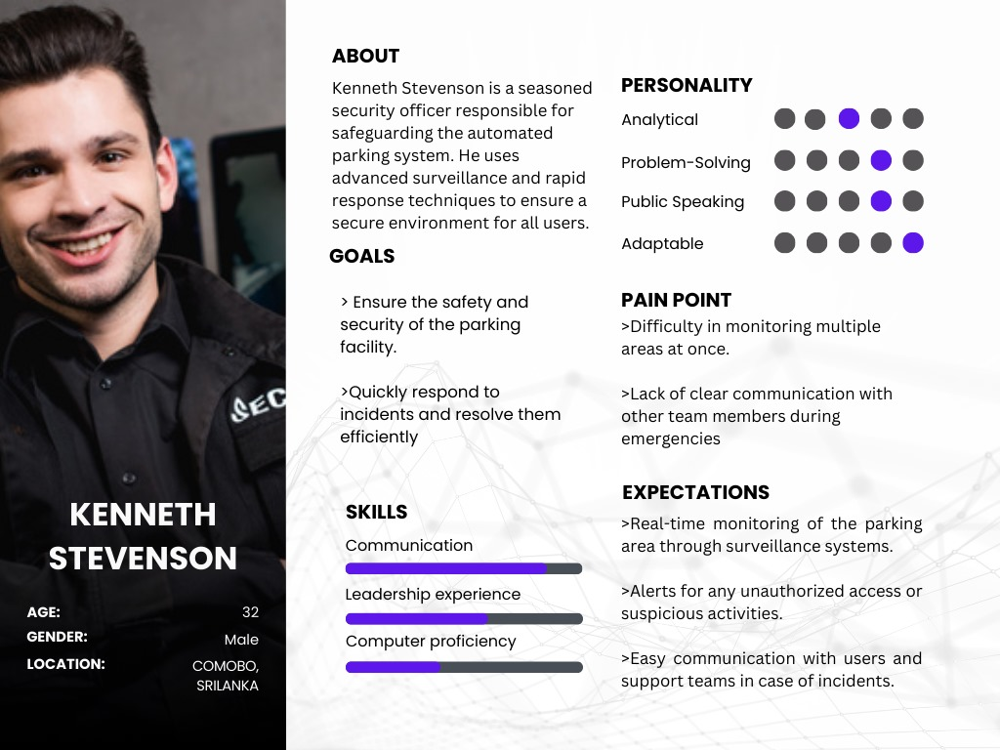 SEC
KENNETH
STEVENSON
AGE: 32
GENDER: Male
LOCATION: COMOBO,
SRILANKA
ABOUT
Kenneth Stevenson is a seasoned
security officer responsible for
safeguarding the automated
parking system. He uses
advanced surveillance and rapid
response techniques to ensure a
secure environment for all users.
GOALS
> Ensure the safety and
security of the parking
facility.
>Quickly respond to
incidents and resolve them
efficiently
SKILLS
Communication
Leadership experience
Computer proficiency
PERSONALITY
Analytical
Problem-Solving
Public Speaking
Adaptable
PAIN POINT
>Difficulty in monitoring multiple
areas at once.
>Lack of clear communication with
other team members during
emergencies
EXPECTATIONS
>Real-time monitoring of the parking
area through surveillance systems.
>Alerts for any unauthorized access or
suspicious activities.
>Easy communication with users and
support teams in case of incidents.